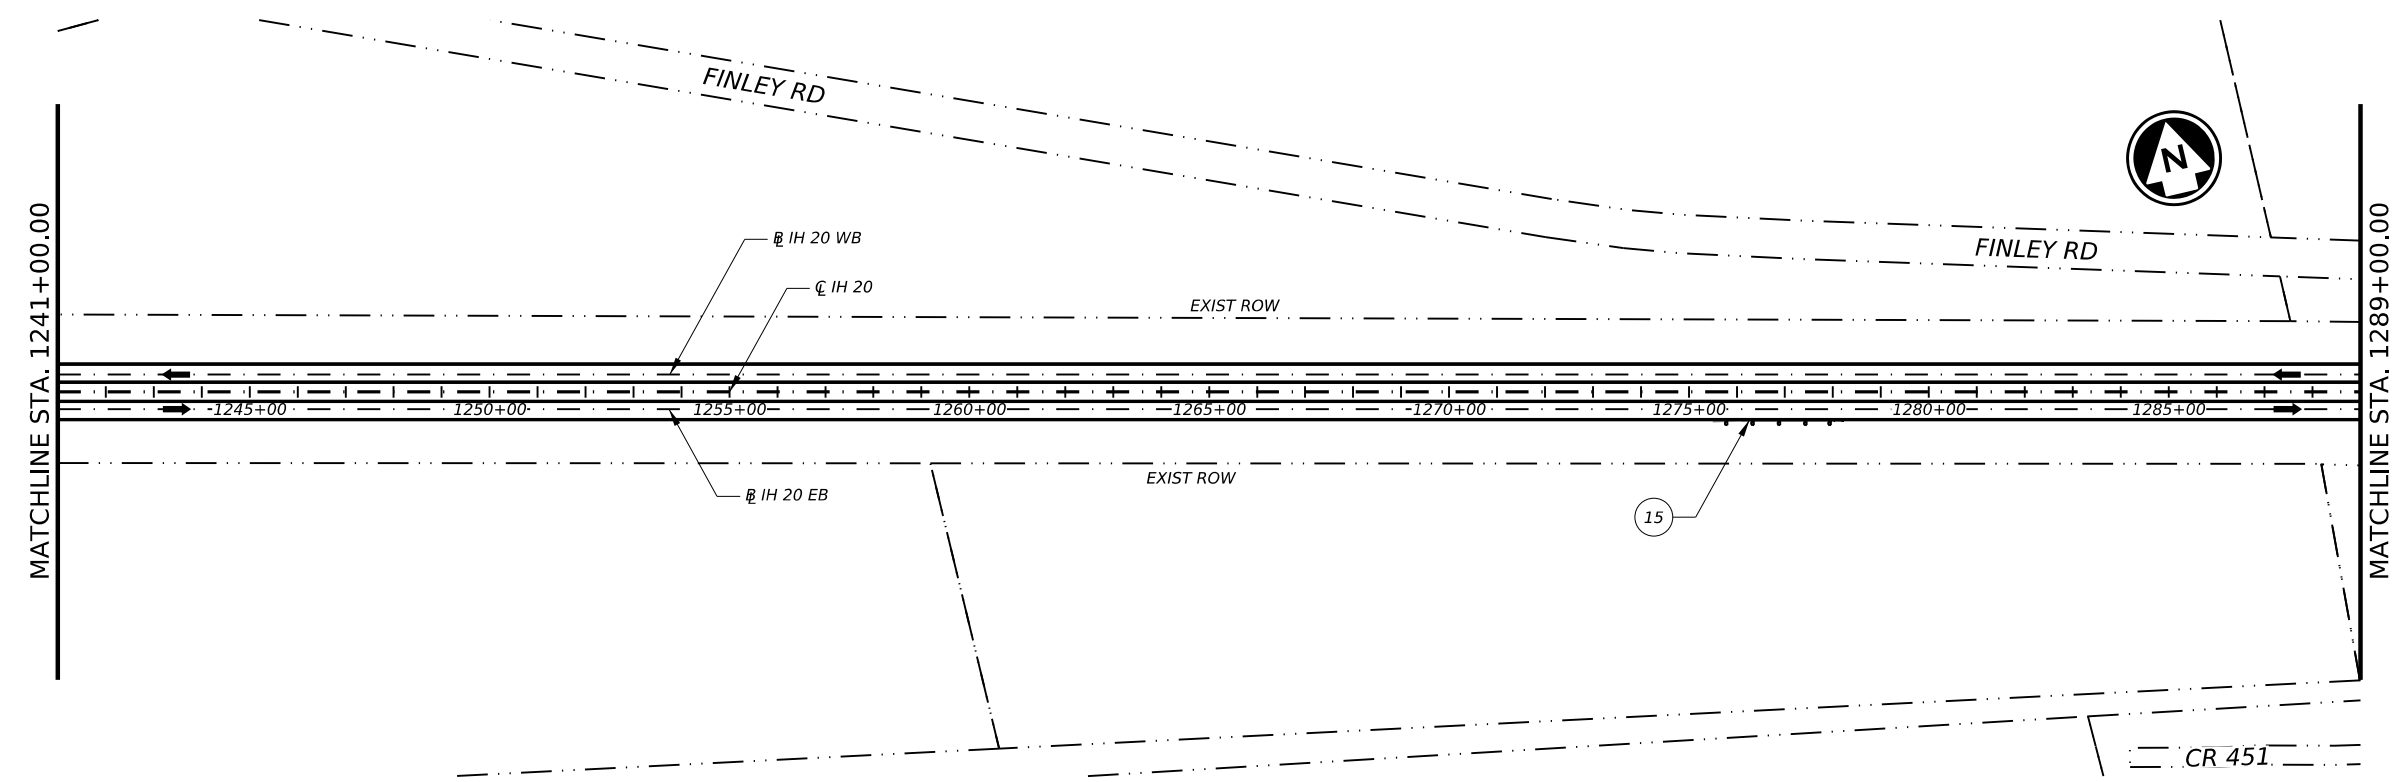 FINLEY RD
N
MATCHLINE STA. 1241+00.00
MATCHLINE STA. 1289+00.00
℄ IH 20
FINLEY RD
EXIST ROW
1245+00
1250+00
1255+00
1260+00
1265+00
1270+00
1275+00
1280+00
1285+00
EXIST ROW
BL IH 20 WB
BL IH 20 EB
15
CR 451